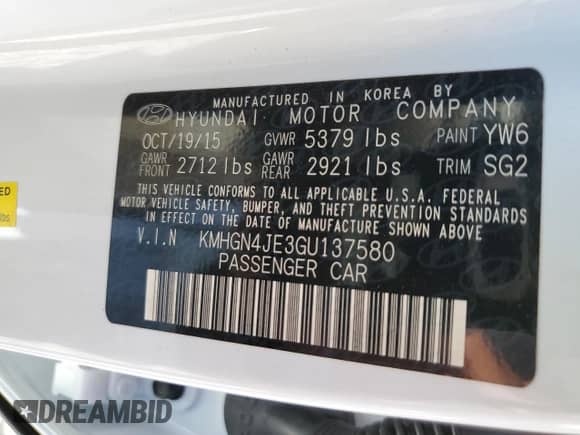 MANUFACTURED IN KOREA BY
HYUNDAI MOTOR COMPANY
OCT/19/15 GVWR 5379 lbs PAINT YW6
GAWR FRONT 2712 lbs GAWR REAR 2921 lbs TRIM SG2
THIS VEHICLE CONFORMS TO ALL APPLICABLE U.S.A. FEDERAL
MOTOR VEHICLE SAFETY, BUMPER, AND THEFT PREVENTION STANDARDS
IN EFFECT ON THE DATE OF MANUFACTURE SHOWN ABOVE.
V.I.N KMHGN4JE3GU137580
PASSENGER CAR
lbs
DREAMBID